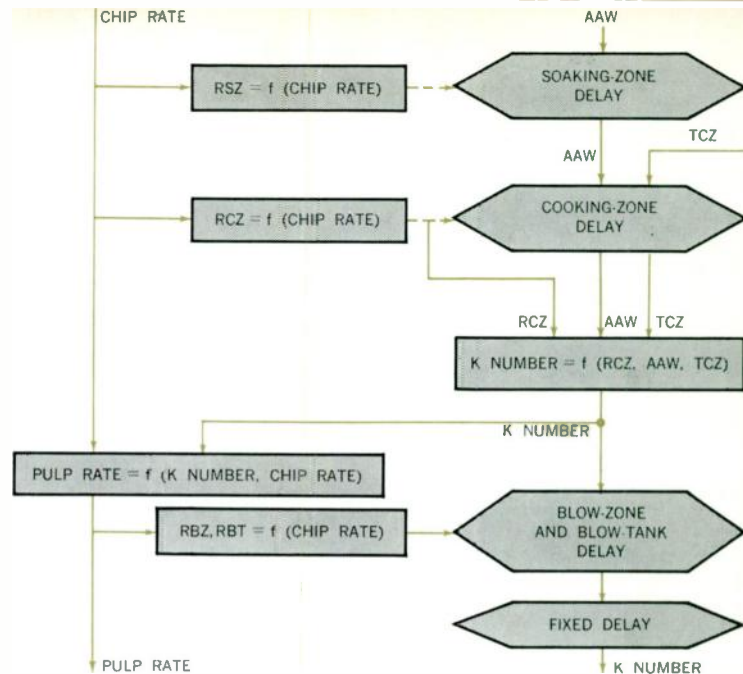 CHIP RATE
AAW
RSZ = f (CHIP RATE)
SOAKING-ZONE
DELAY
AAW
TCZ
RCZ = f (CHIP RATE)
COOKING-ZONE
DELAY
RCZ
AAW
TCZ
K NUMBER = f (RCZ, AAW, TCZ)
K NUMBER
PULP RATE = f (K NUMBER, CHIP RATE)
RBZ, RBT = f (CHIP RATE)
BLOW-ZONE
AND BLOW-TANK
DELAY
FIXED DELAY
PULP RATE
K NUMBER